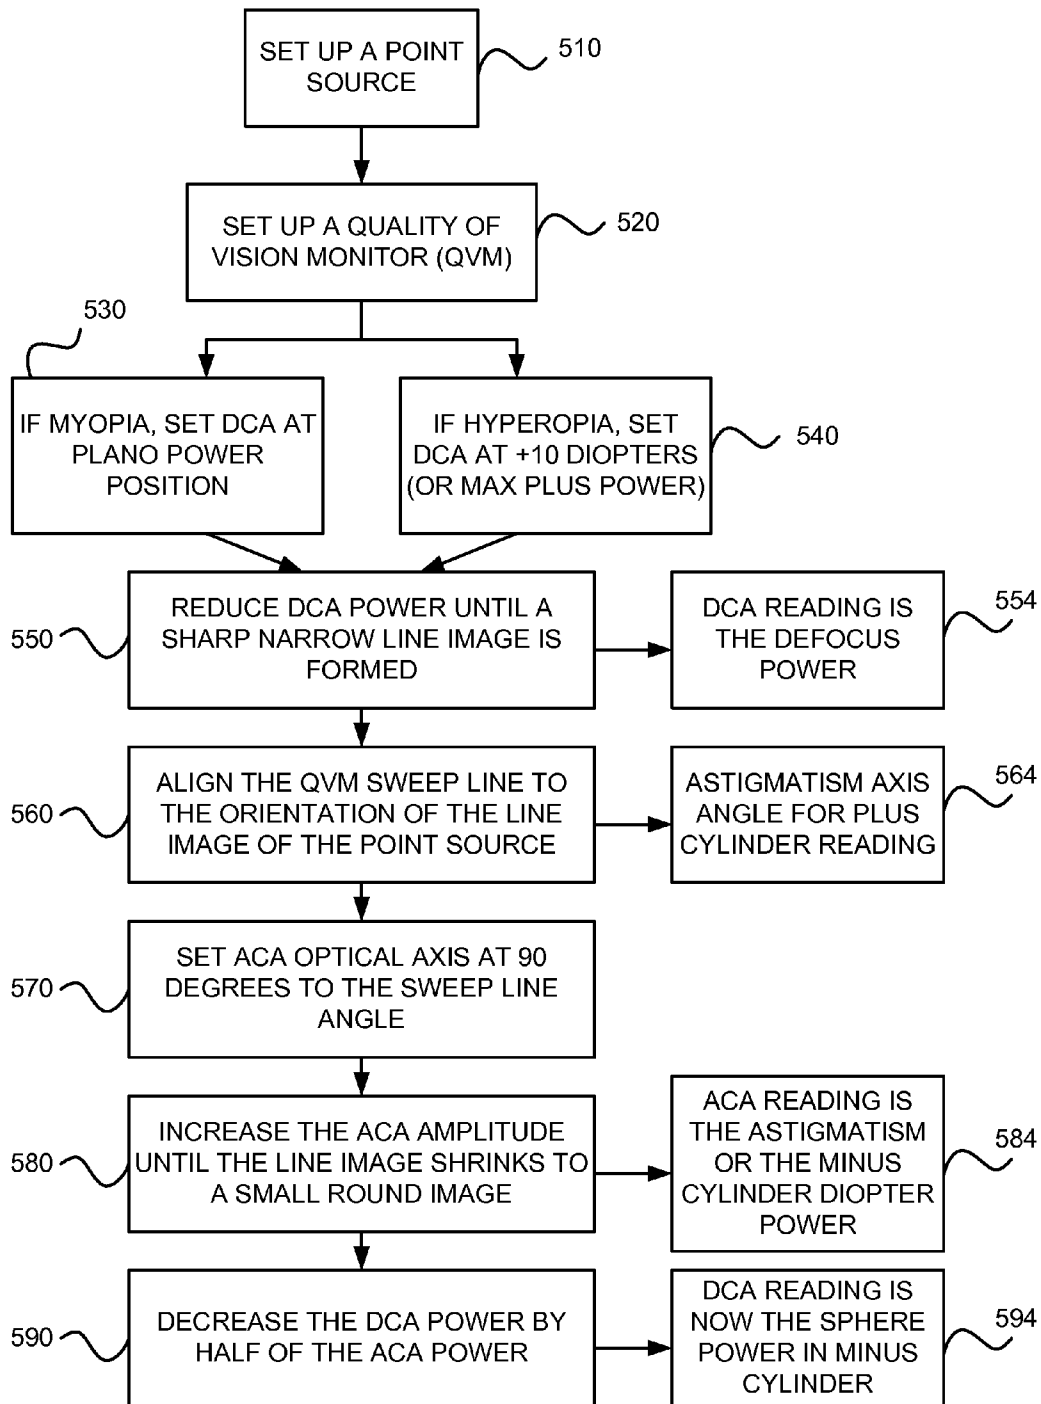 SET UP A POINT
SOURCE
510
SET UP A QUALITY OF
VISION MONITOR (QVM)
520
530
IF MYOPIA, SET DCA AT
PLANO POWER
POSITION
IF HYPEROPIA, SET
DCA AT +10 DIOPTERS
(OR MAX PLUS POWER)
540
550
REDUCE DCA POWER UNTIL A
SHARP NARROW LINE IMAGE IS
FORMED
DCA READING IS
THE DEFOCUS
POWER
554
560
ALIGN THE QVM SWEEP LINE TO
THE ORIENTATION OF THE LINE
IMAGE OF THE POINT SOURCE
ASTIGMATISM AXIS
ANGLE FOR PLUS
CYLINDER READING
564
570
SET ACA OPTICAL AXIS AT 90
DEGREES TO THE SWEEP LINE
ANGLE
580
INCREASE THE ACA AMPLITUDE
UNTIL THE LINE IMAGE SHRINKS TO
A SMALL ROUND IMAGE
ACA READING IS
THE ASTIGMATISM
OR THE MINUS
CYLINDER DIOPTER
POWER
584
590
DECREASE THE DCA POWER BY
HALF OF THE ACA POWER
DCA READING IS
NOW THE SPHERE
POWER IN MINUS
CYLINDER
594